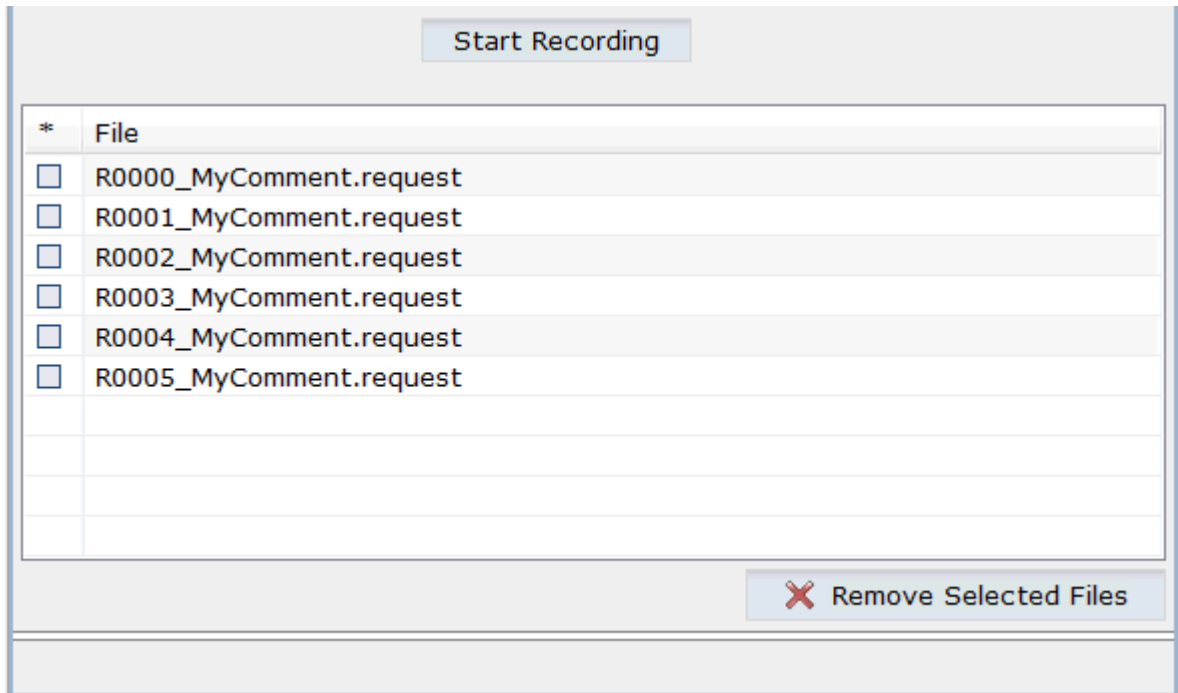 Start Recording
* File
R0000_MyComment.request
R0001_MyComment.request
R0002_MyComment.request
R0003_MyComment.request
R0004_MyComment.request
R0005_MyComment.request
Remove Selected Files